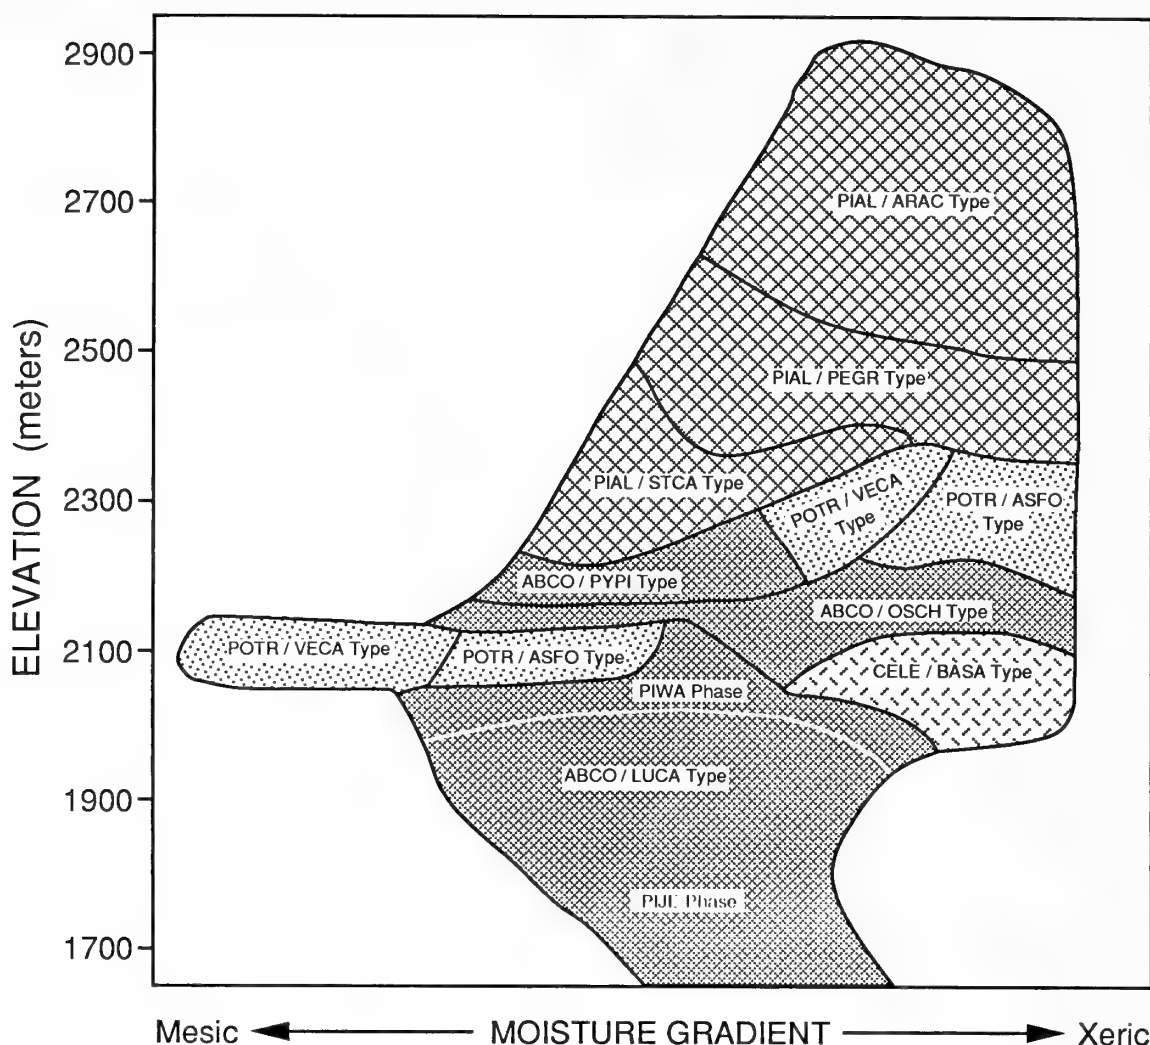 2900
2700
2500
2300
2100
1900
1700
ELEVATION (meters)
PIAL / ARAC Type
PIAL / PEGR Type
PIAL / STCA Type
POTR / VECA
Type
POTR / ASFO
Type
ABCO / PYPI Type
ABCO / OSCH Type
POTR / VECA Type
POTR / ASFO Type
CELE / BASA Type
PIWA Phase
ABCO / LUCA Type
PIJE Phase
Mesic MOISTURE GRADIENT Xeric